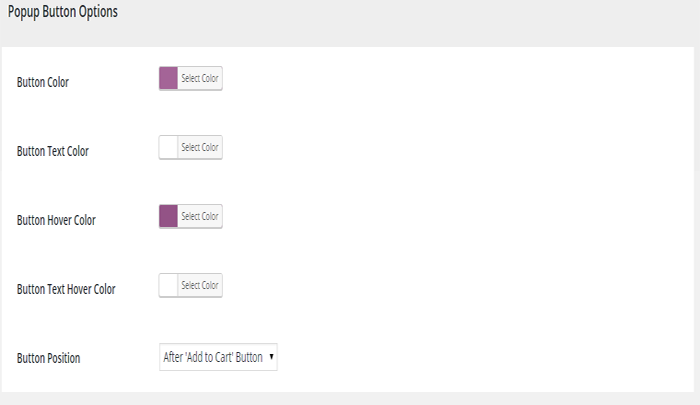 Popup Button Options
Button Color Select Color
Button Text Color Select Color
Button Hover Color Select Color
Button Text Hover Color Select Color
Button Position After 'Add to Cart' Button